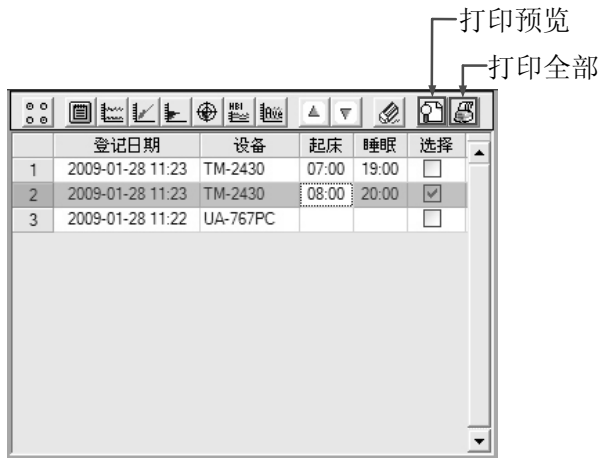 打印预览
打印全部
HBI
Ave
登记日期 设备 起床 睡眠 选择
1 2009-01-28 11:23 TM-2430 07:00 19:00
2 2009-01-28 11:23 TM-2430 08:00 20:00
3 2009-01-28 11:22 UA-767PC